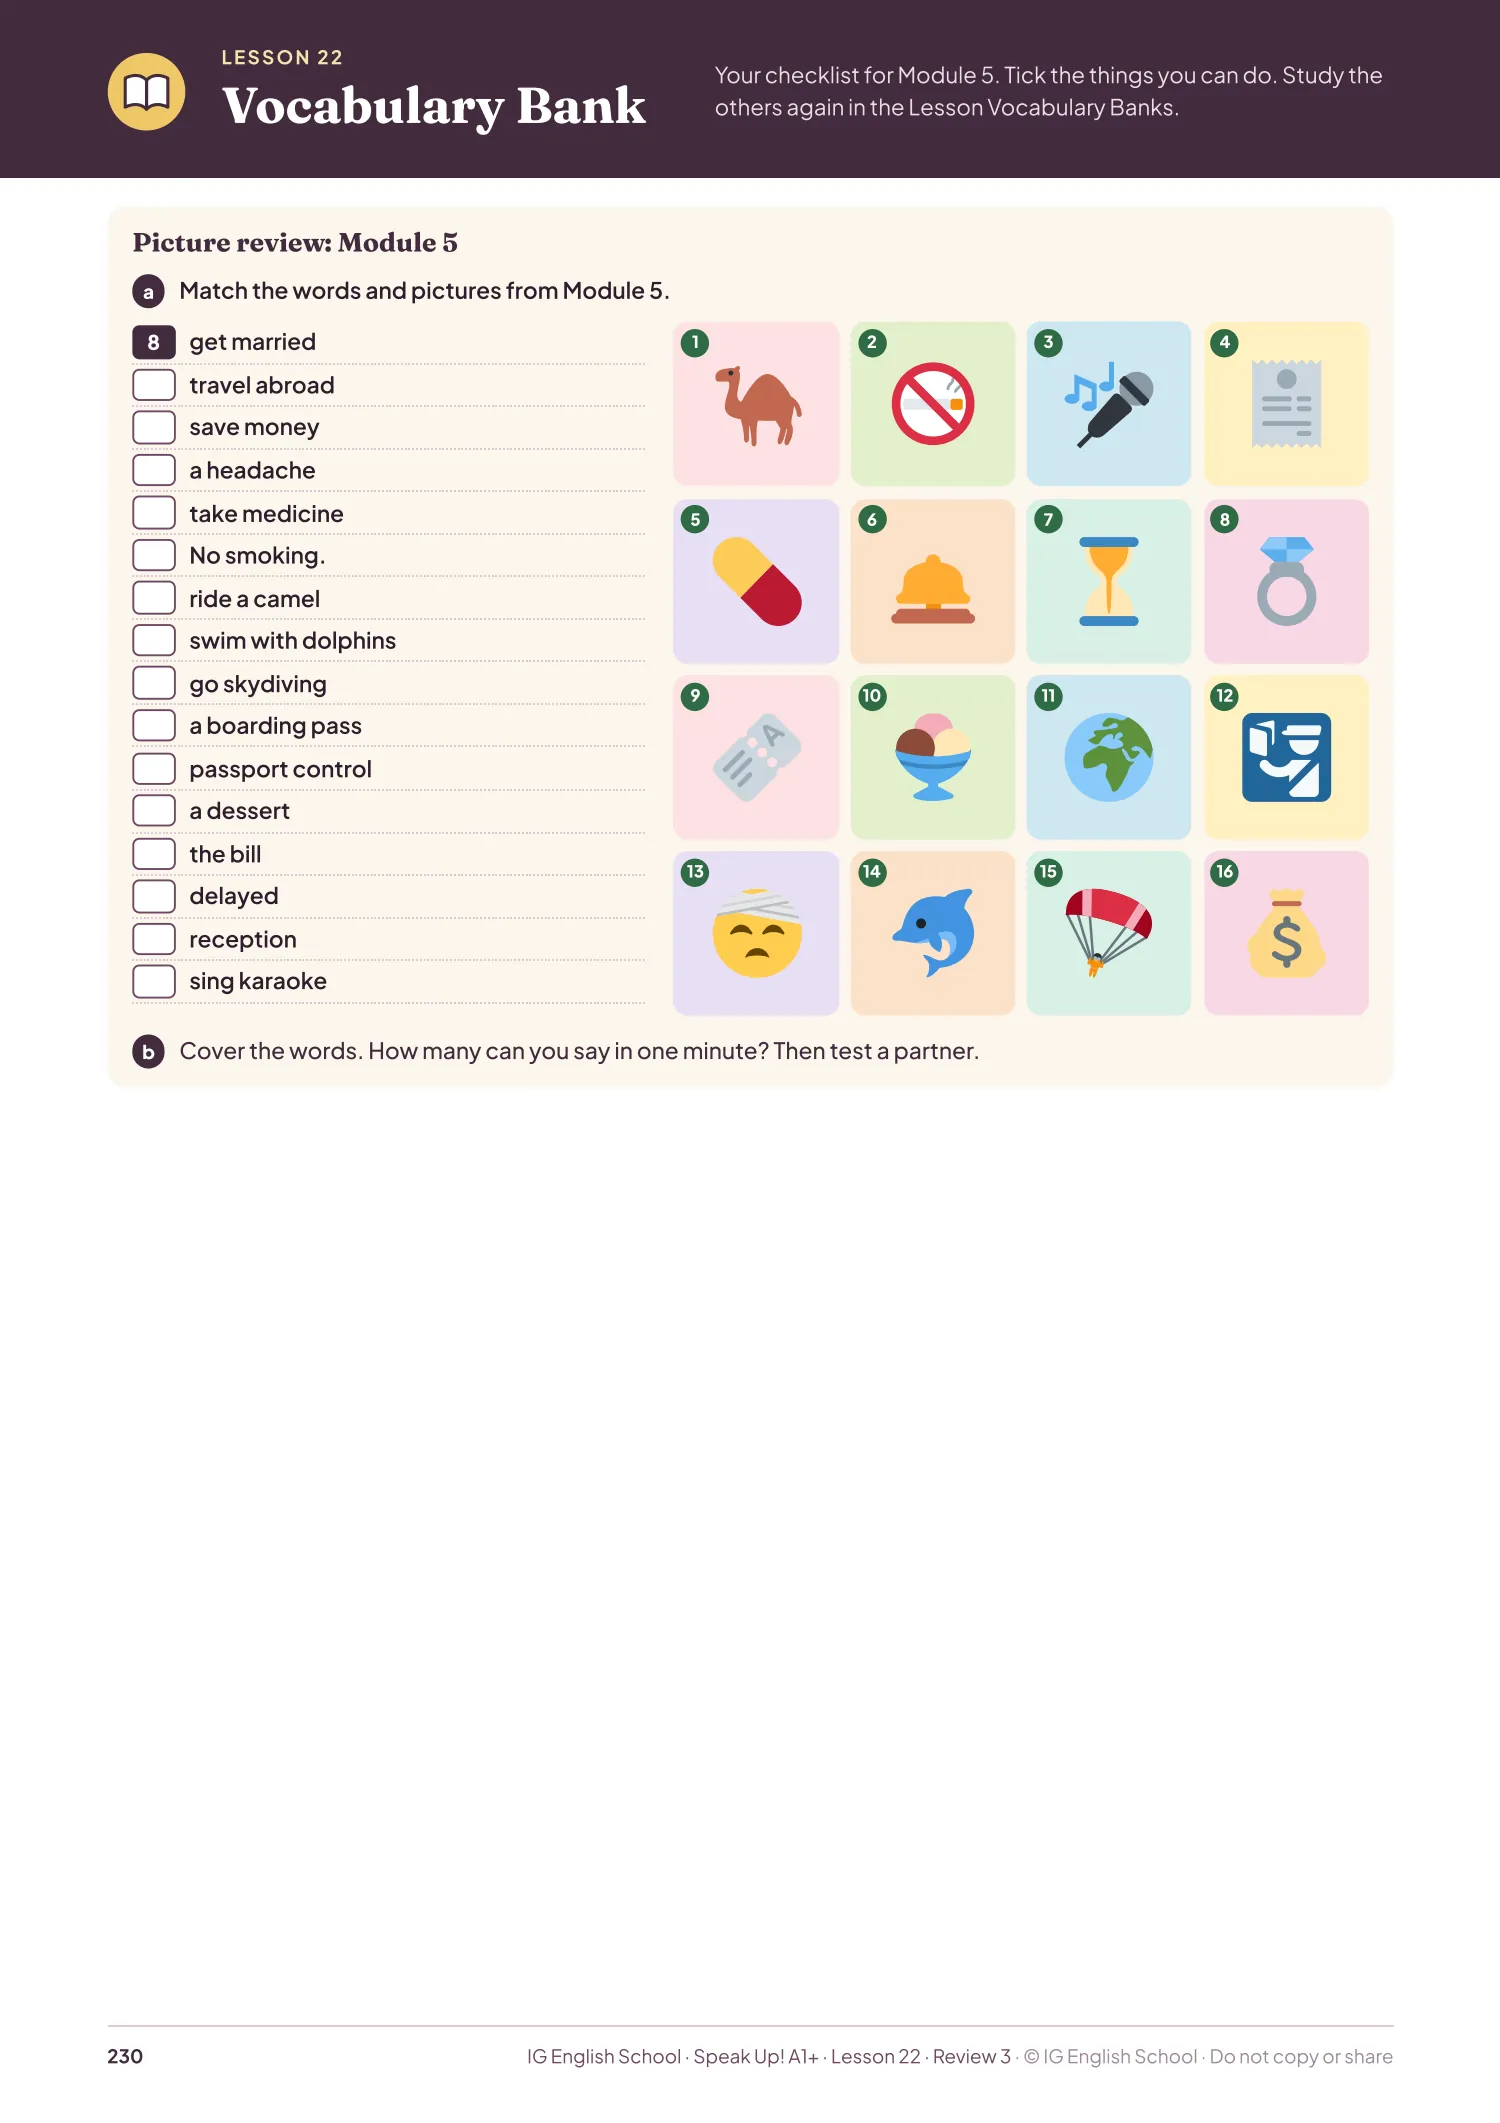 LESSON 22
Vocabulary Bank
Your checklist for Module 5. Tick the things you can do. Study the
others again in the Lesson Vocabulary Banks.
Picture review: Module 5
a Match the words and pictures from Module 5.
8 get married
travel abroad
save money
a headache
take medicine
No smoking.
ride a camel
swim with dolphins
go skydiving
a boarding pass
passport control
a dessert
the bill
delayed
reception
sing karaoke
1 2 3 4
5 6 7 8
9 10 11 12
A
13 14 15 16
$
b Cover the words. How many can you say in one minute? Then test a partner.
230 IG English School · Speak Up! A1+ · Lesson 22 · Review 3 · © IG English School · Do not copy or share